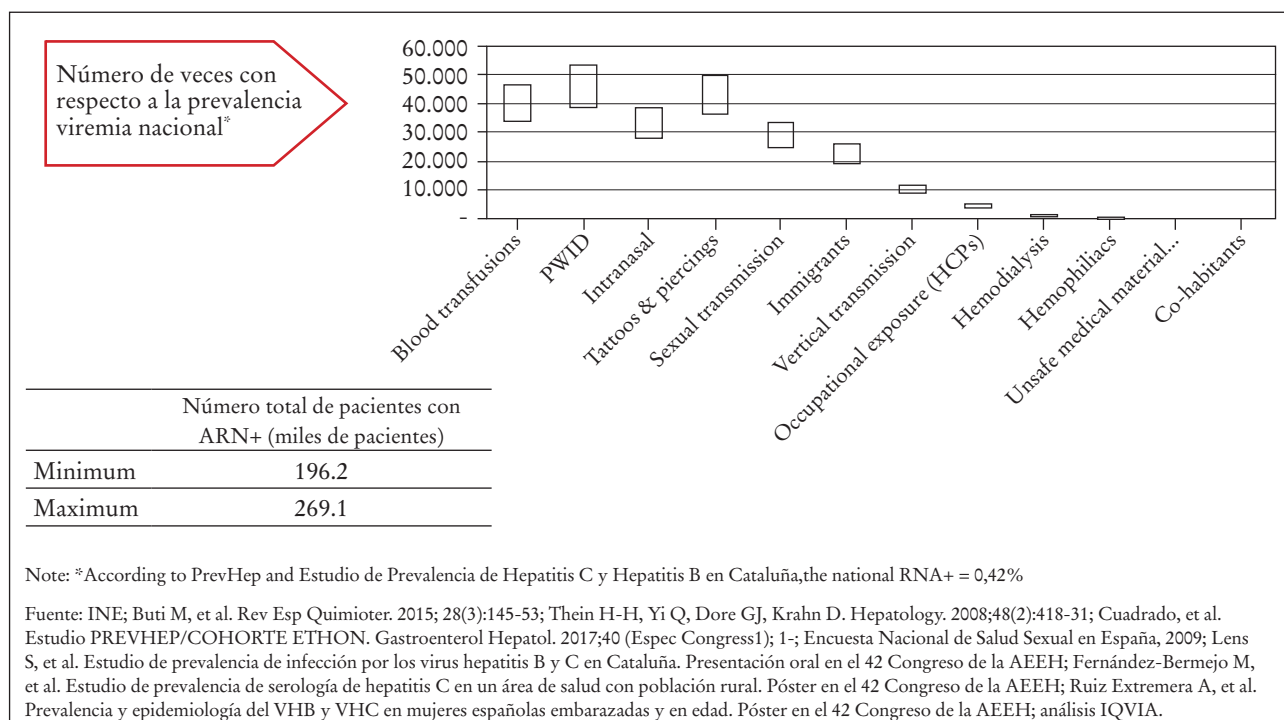 Número de veces con
respecto a la prevalencia
viremia nacional*
60.000
50.000
40.000
30.000
20.000
10.000
-
Blood transfusions
PWID
Intranasal
Tattoos & piercings
Sexual transmission
Immigrants
Vertical transmission
Occupational exposure (HCPs)
Hemodialysis
Hemophiliacs
Unsafe medical material...
Co-habitants
Número total de pacientes con
ARN+ (miles de pacientes)
Minimum 196.2
Maximum 269.1
Note: *According to PrevHep and Estudio de Prevalencia de Hepatitis C y Hepatitis B en Cataluña,the national RNA+ = 0,42%
Fuente: INE; Buti M, et al. Rev Esp Quimioter. 2015; 28(3):145-53; Thein H-H, Yi Q, Dore GJ, Krahn D. Hepatology. 2008;48(2):418-31; Cuadrado, et al.
Estudio PREVHEP/COHORTE ETHON. Gastroenterol Hepatol. 2017;40 (Espec Congress1); 1-; Encuesta Nacional de Salud Sexual en España, 2009; Lens
S, et al. Estudio de prevalencia de infección por los virus hepatitis B y C en Cataluña. Presentación oral en el 42 Congreso de la AEEH; Fernández-Bermejo M,
et al. Estudio de prevalencia de serología de hepatitis C en un área de salud con población rural. Póster en el 42 Congreso de la AEEH; Ruiz Extremera A, et al.
Prevalencia y epidemiología del VHB y VHC en mujeres españolas embarazadas y en edad. Póster en el 42 Congreso de la AEEH; análisis IQVIA.